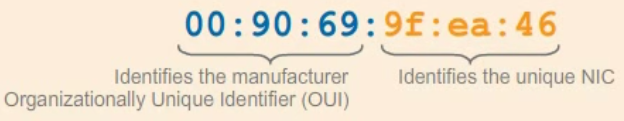 00:90:69:9f:ea:46
Identifies the manufacturer
Organizationally Unique Identifier (OUI)
Identifies the unique NIC